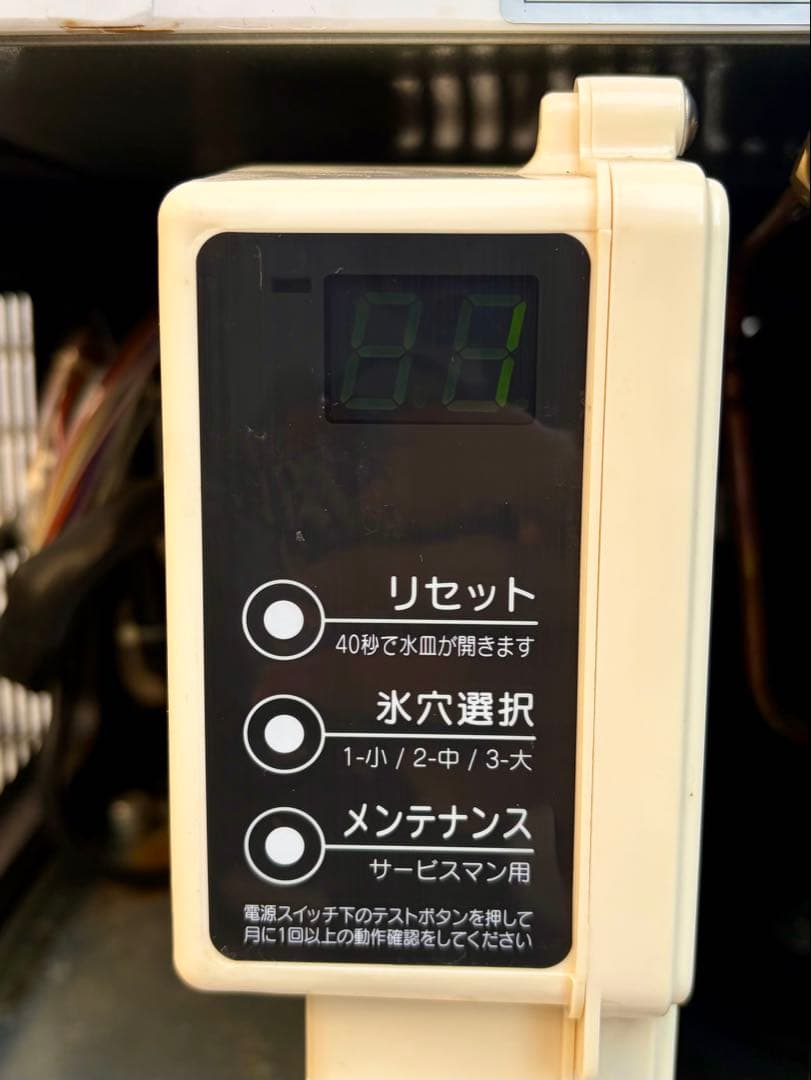 1
リセット
40秒で水皿が開きます
氷穴選択
1-小 / 2-中 / 3-大
メンテナンス
サービスマン用
電源スイッチ下のテストボタンを押して
月に1回以上の動作確認をしてください